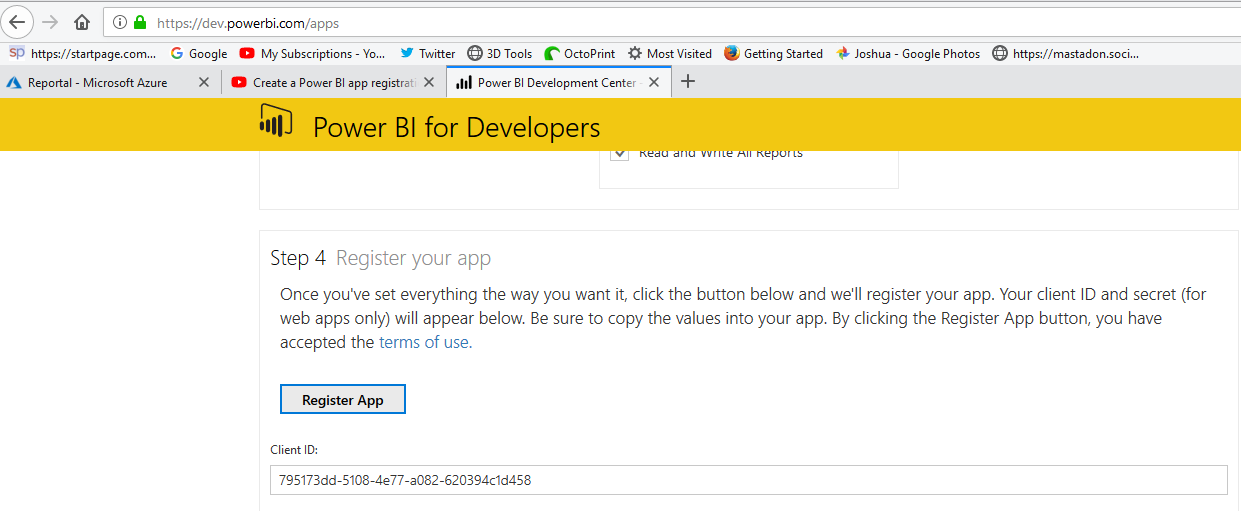 https://dev.powerbi.com/apps
https://startpage.com... Google My Subscriptions - Yo... Twitter 3D Tools OctoPrint Most Visited Getting Started Joshua - Google Photos https://mastadon.soci...
Reportal - Microsoft Azure Create a Power BI app registrati Power BI Development Center -
Power BI for Developers
Read and Write All Reports
Step 4 Register your app
Once you've set everything the way you want it, click the button below and we'll register your app. Your client ID and secret (for
web apps only) will appear below. Be sure to copy the values into your app. By clicking the Register App button, you have
accepted the terms of use.
Register App
Client ID:
795173dd-5108-4e77-a082-620394c1d458